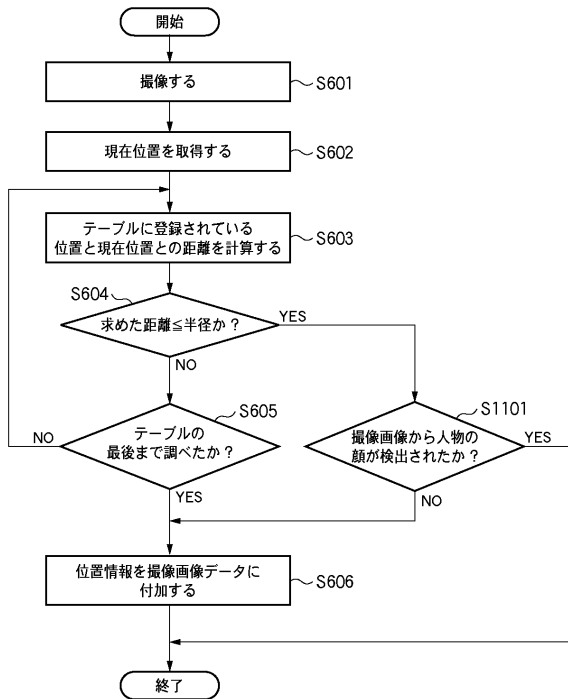 開始
撮像する
S601
現在位置を取得する
S602
テーブルに登録されている
位置と現在位置との距離を計算する
S603
S604
求めた距離≦半径か?
YES
NO
S605
S1101
テーブルの
最後まで調べたか?
NO
YES
撮像画像から人物の
顔が検出されたか?
YES
NO
位置情報を撮像画像データに
付加する
S606
終了